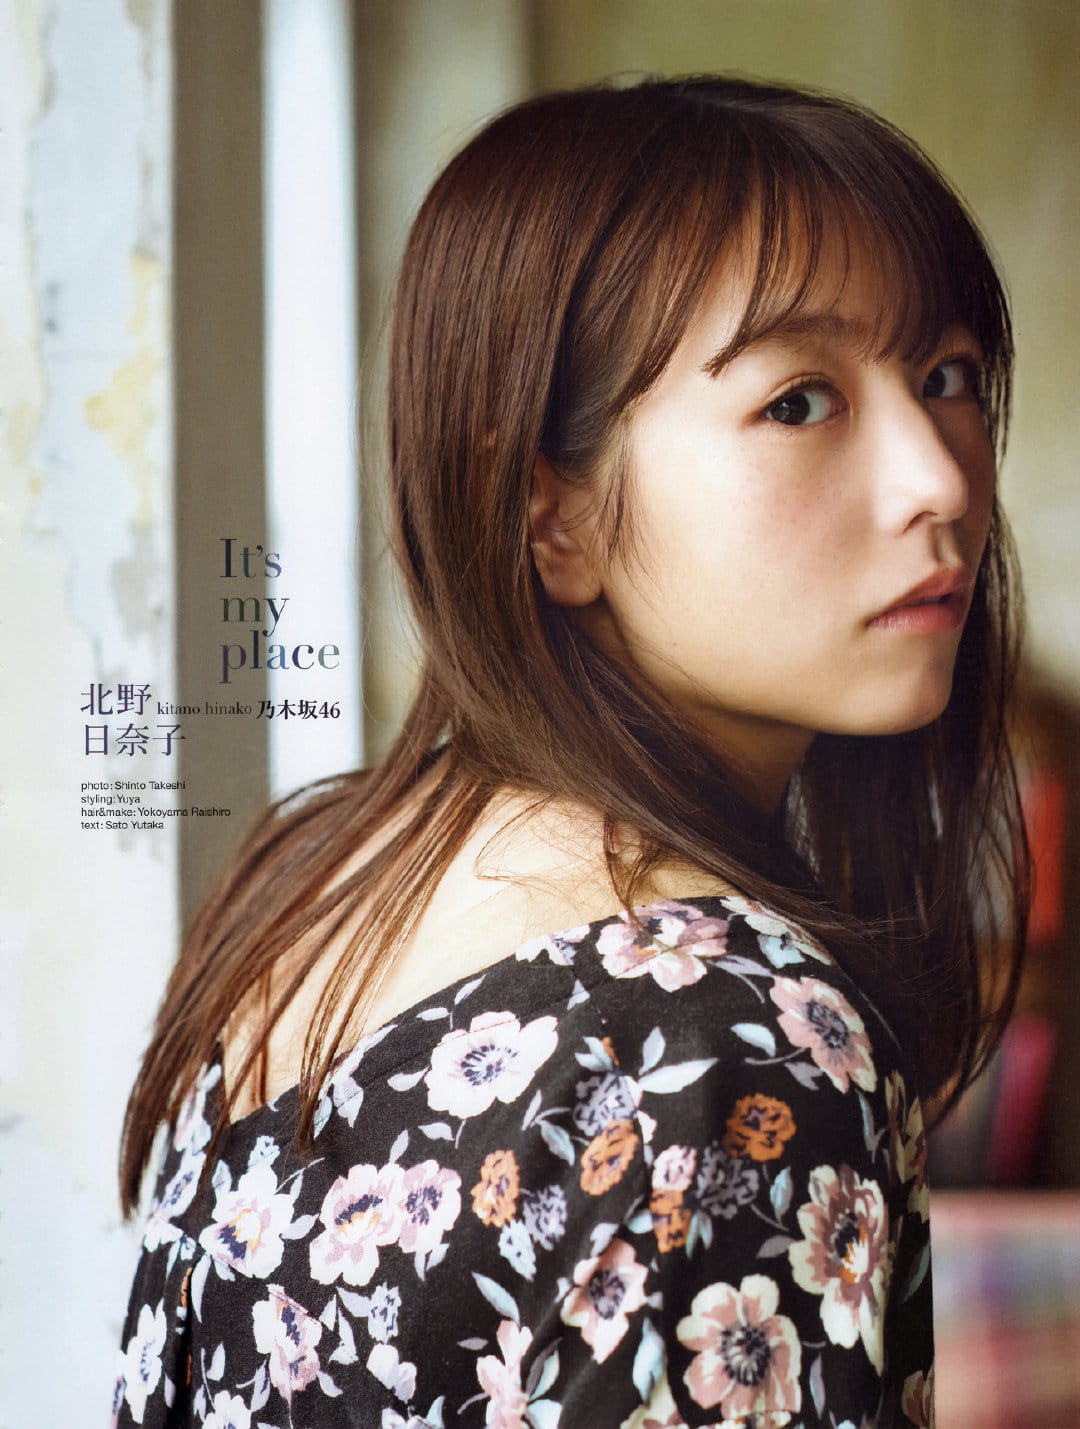 It's
my
place
北野
日奈子
kitano hinako 乃木坂46
photo: Shinto Takeshi
styling: Yuya
hair&make: Yokoyama Raishiro
text: Sato Yutaka